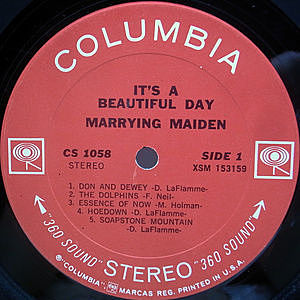 COLUMBIA
IT'S A
BEAUTIFUL DAY
MARRYING MAIDEN
CS 1058
STEREO
SIDE 1
XSM 153159
1. DON AND DEWEY -D. LaFlamme-
2. THE DOLPHINS -F. Neil-
3. ESSENCE OF NOW -M. Holman-
4. HOEDOWN -D. LaFlamme-
5. SOAPSTONE MOUNTAIN
-D. LaFlamme-
"360 SOUND" STEREO "360 SOUND"
® "COLUMBIA", MARCAS REG. PRINTED IN U.S.A.